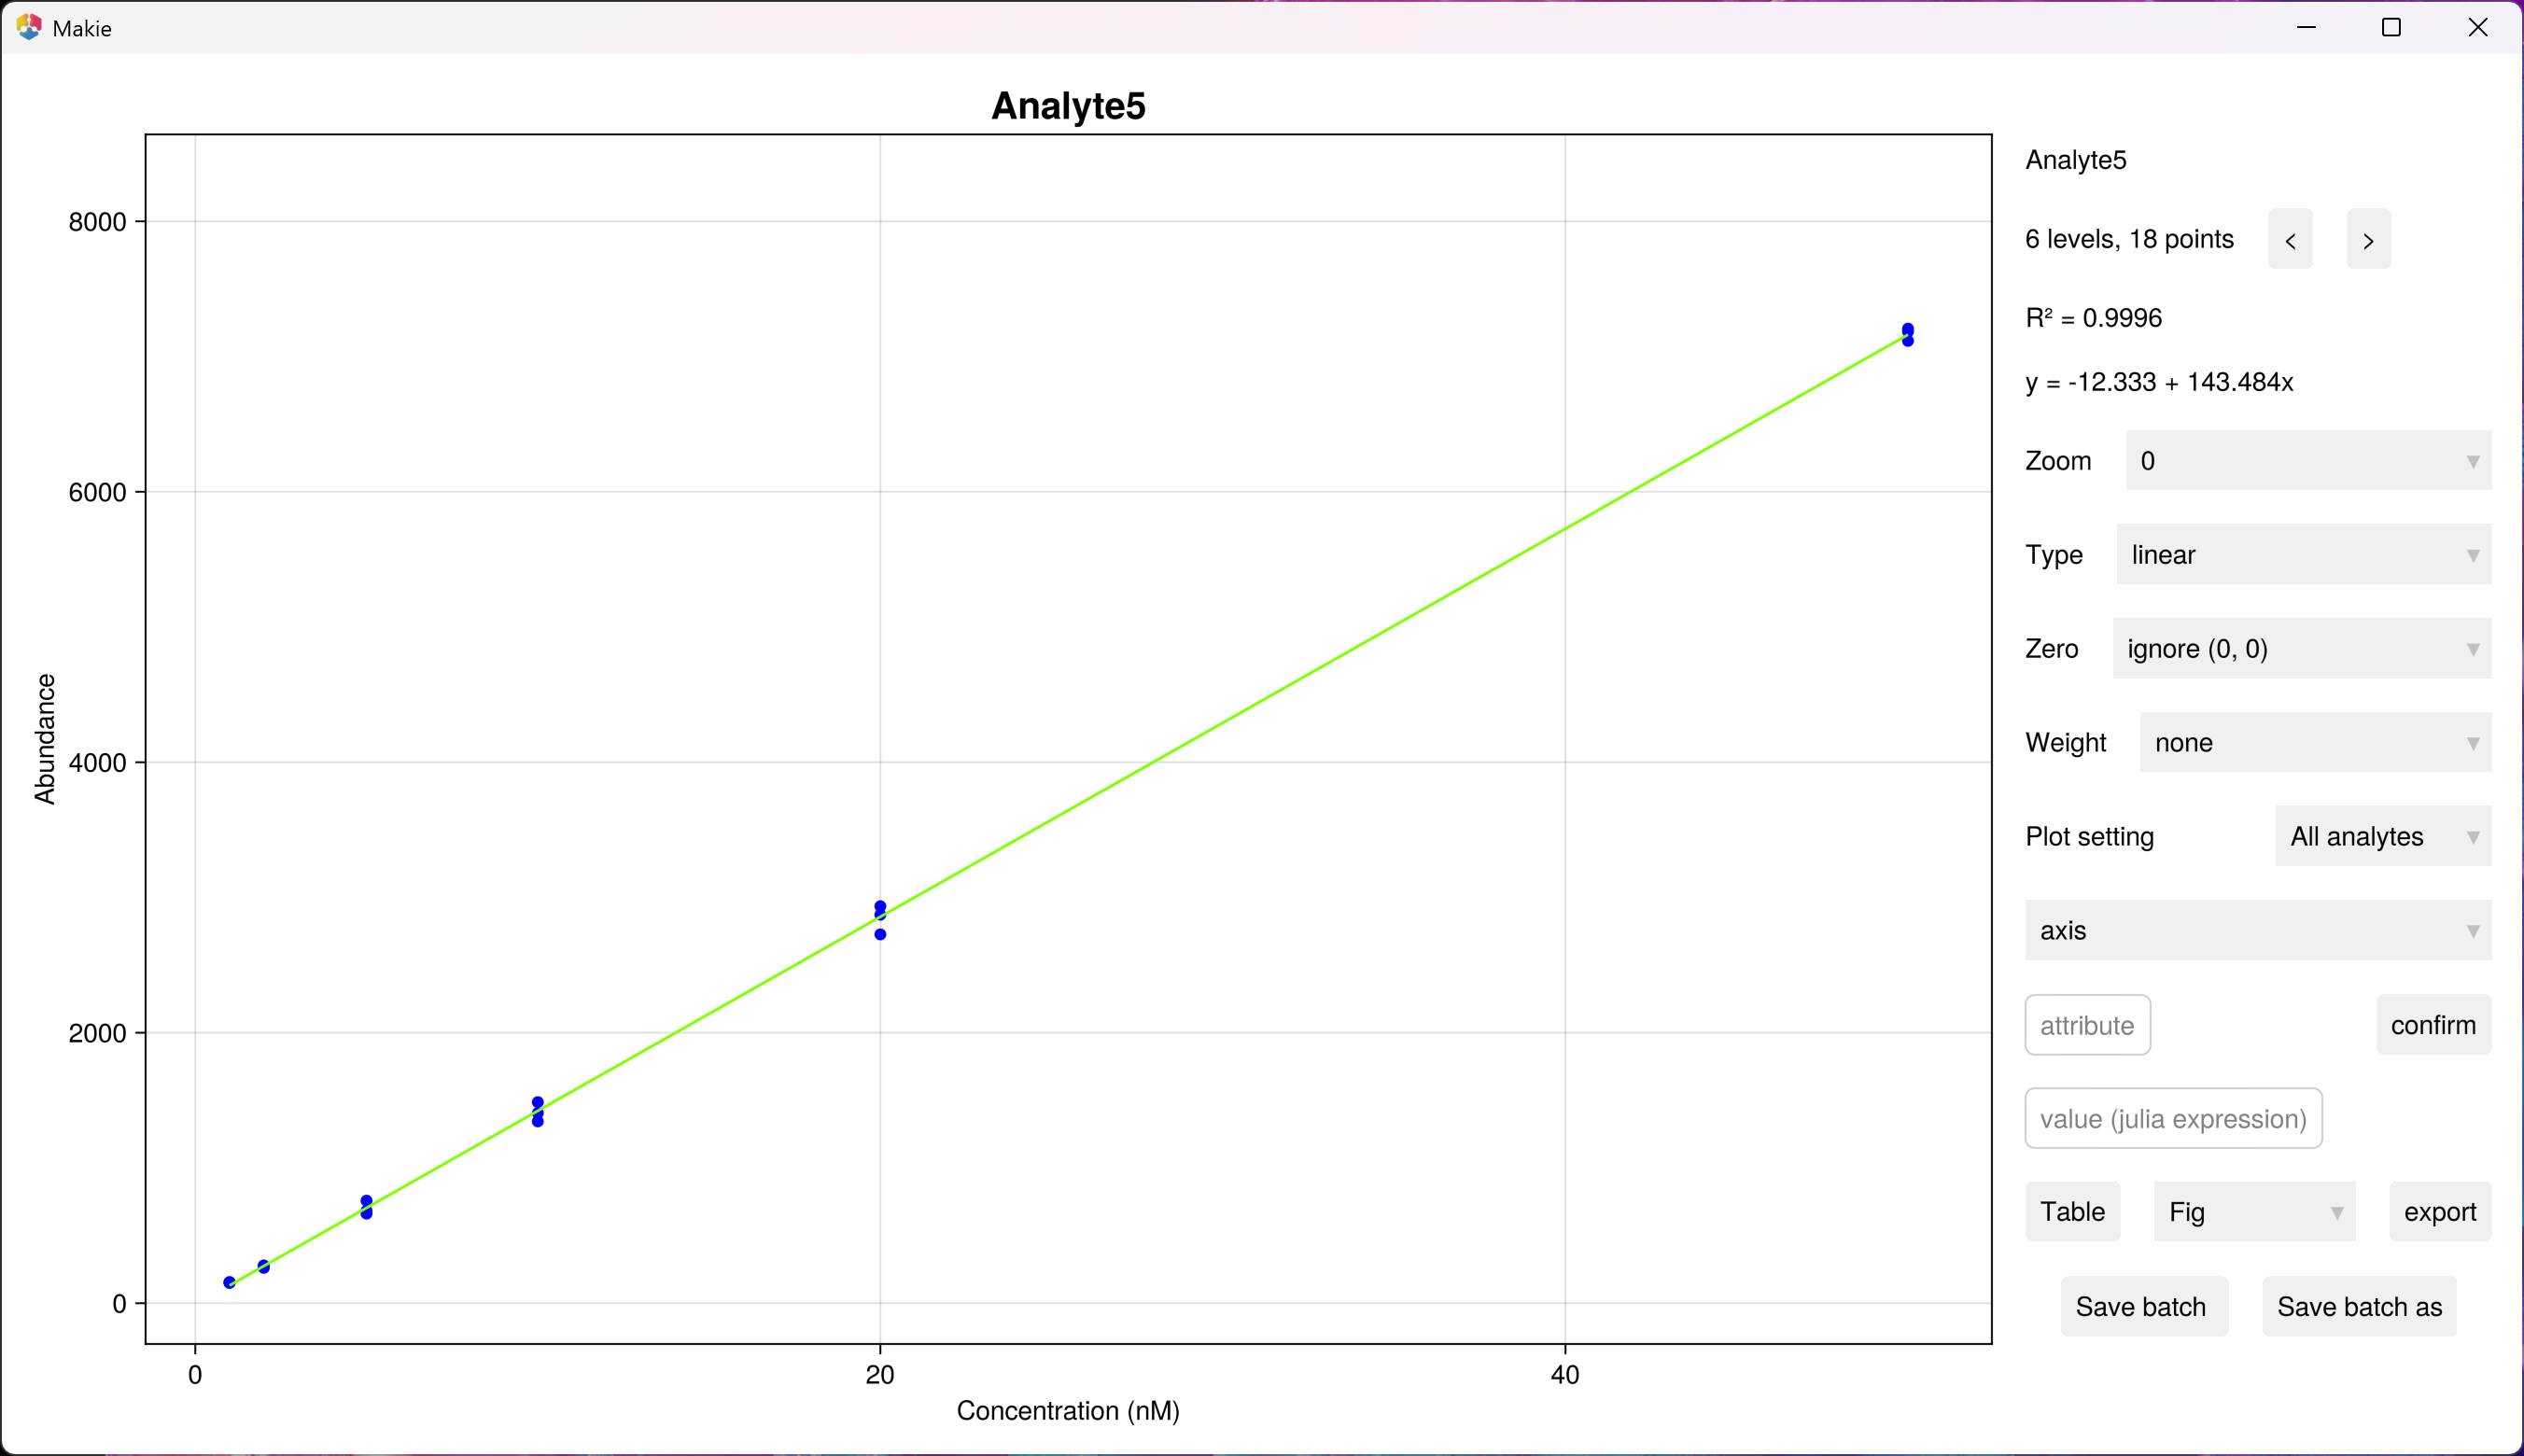 Makie
Analyte5
8000
6000
4000
2000
0
Abundance
0 20 40
Concentration (nM)
Analyte5
6 levels, 18 points < >
R² = 0.9996
y = -12.333 + 143.484x
Zoom 0
Type linear
Zero ignore (0, 0)
Weight none
Plot setting All analytes
axis
attribute confirm
value (julia expression)
Table Fig export
Save batch Save batch as